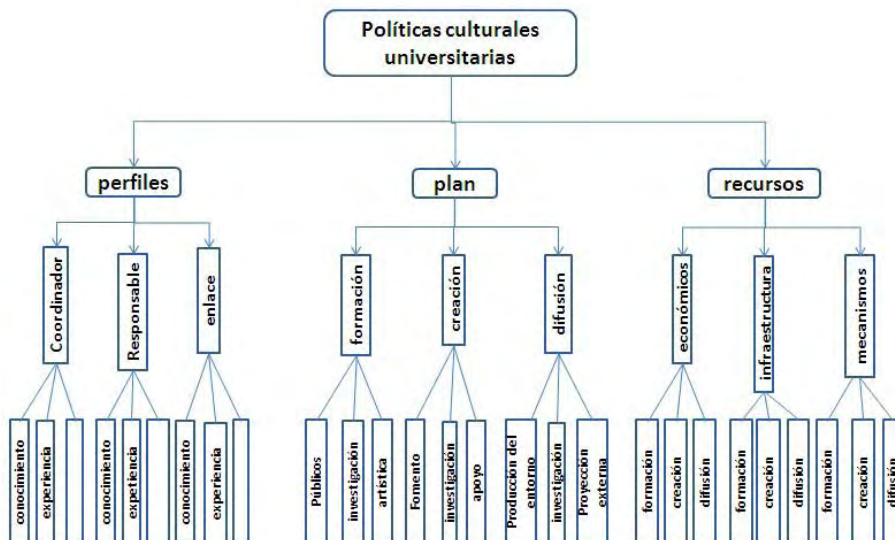 Políticas culturales
universitarias
perfiles
plan
recursos
Coordinador
Responsable
enlace
formación
creación
difusión
económicos
infraestructura
mecanismos
conocimiento
experiencia
conocimiento
expetiencia
conocimiento
experiencia
Públicos
investigación
artística
Fomento
investigación
apoyo
Producción del
entorno
investigación
Proyección
externa
formación
creación
difusión
formación
creación
difusión
formación
creación
difusión